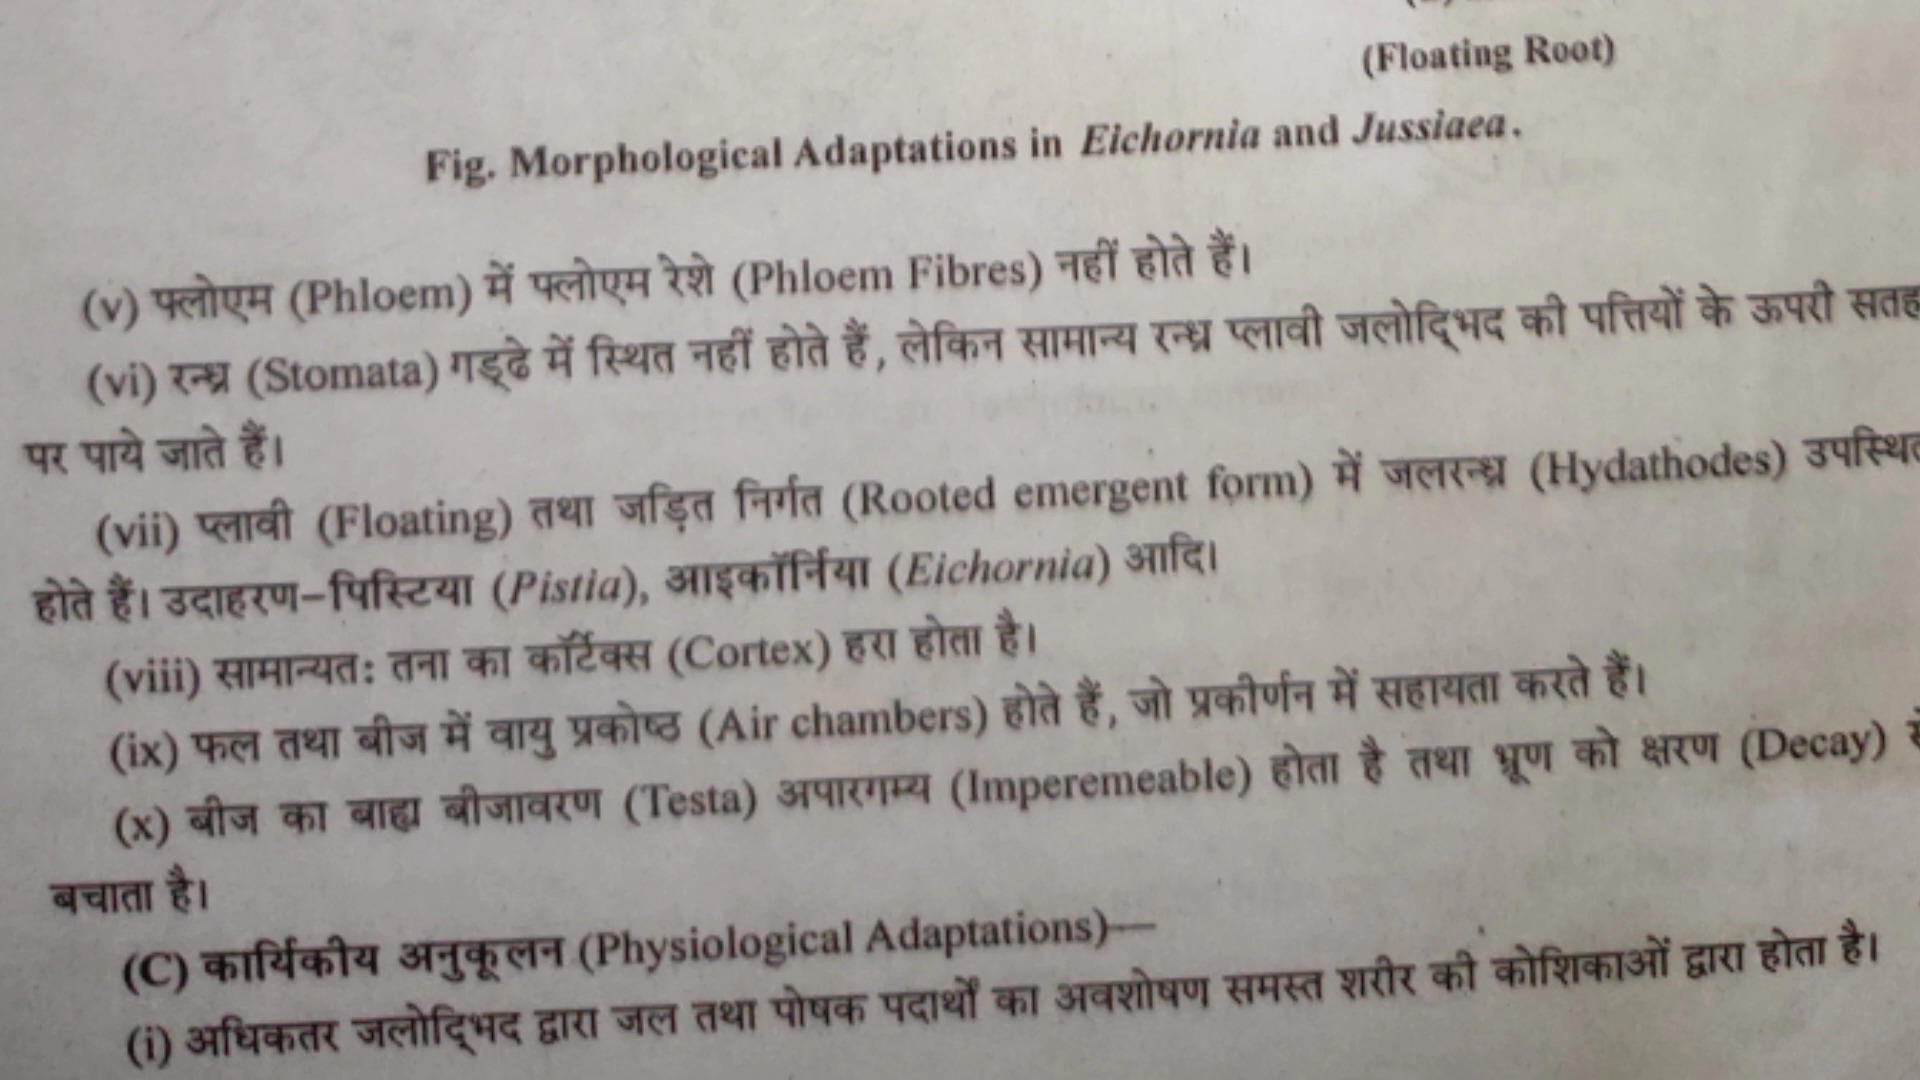 (Floating Root)
Fig. Morphological Adaptations in Eichornia and Jussiaea.
(v) फ्लोएम (Phloem) में फ्लोएम रेशे (Phloem Fibres) नहीं होते हैं।
(vi) रन्ध्र (Stomata) गड्ढे में स्थित नहीं होते हैं, लेकिन सामान्य रन्ध्र प्लावी जलोद्भिद की पत्तियों के ऊपरी सतह
पर पाये जाते हैं।
(vii) प्लावी (Floating) तथा जड़ित निर्गत (Rooted emergent form) में जलरन्ध्र (Hydathodes)
होते हैं। उदाहरण–पिस्टिया (Pistia), आइकॉर्निया (Eichornia) आदि।
(viii) सामान्यतः तना का कॉर्टेक्स (Cortex) हरा होता है।
(ix) फल तथा बीज में वायु प्रकोष्ठ (Air chambers) होते हैं, जो प्रकीर्णन में सहायता करते हैं।
(x) बीज का बाह्य बीजावरण (Testa) अपारगम्य (Imperemeable) होता है तथा भ्रूण को क्षरण (Decay)
बचाता है।
(C) कार्यिकीय अनुकूलन (Physiological Adaptations)—
(i) अधिकतर जलोद्भिद द्वारा जल तथा पोषक पदार्थों का अवशोषण समस्त शरीर की कोशिकाओं द्वारा होता है।